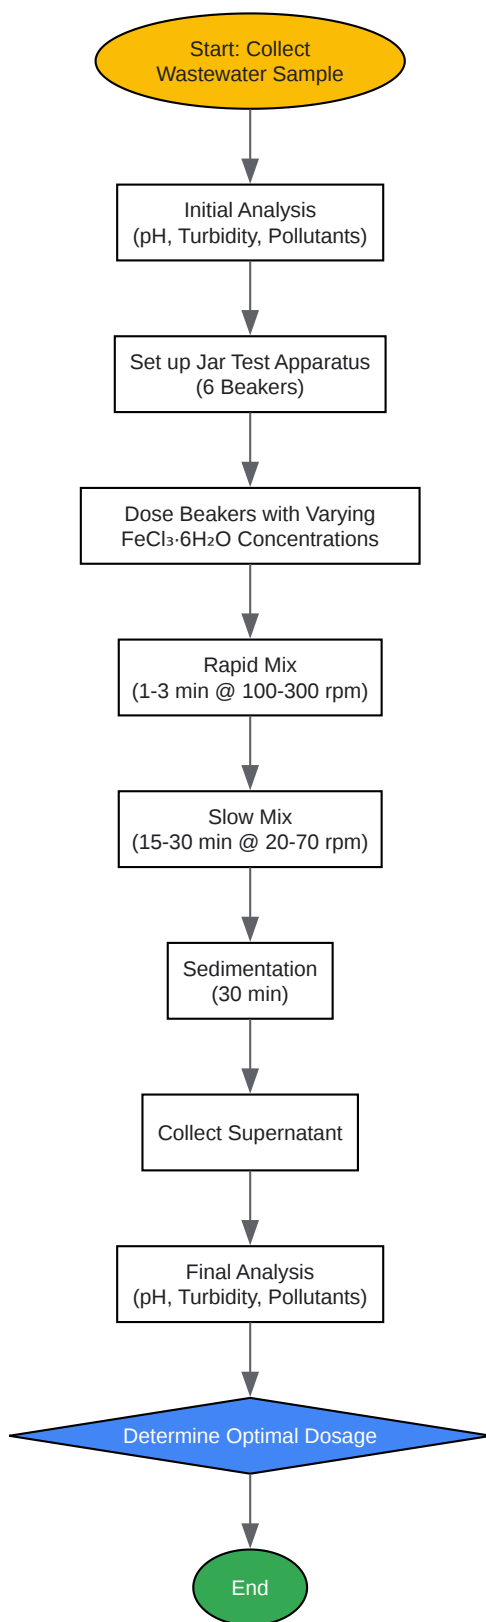 Start: Collect
Wastewater Sample
Initial Analysis
(pH, Turbidity, Pollutants)
Set up Jar Test Apparatus
(6 Beakers)
Dose Beakers with Varying
FeCl₃·6H₂O Concentrations
Rapid Mix
(1-3 min @ 100-300 rpm)
Slow Mix
(15-30 min @ 20-70 rpm)
Sedimentation
(30 min)
Collect Supernatant
Final Analysis
(pH, Turbidity, Pollutants)
Determine Optimal Dosage
End